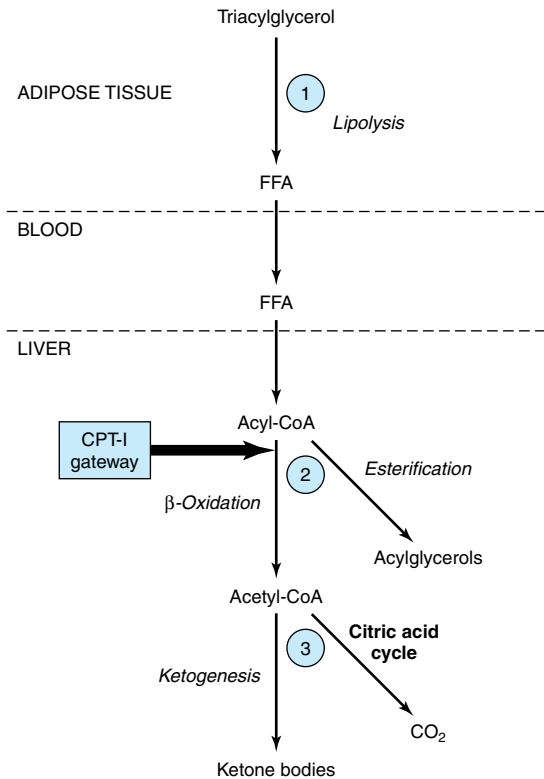 Triacylglycerol
ADIPOSE TISSUE
1
Lipolysis
FFA
BLOOD
FFA
LIVER
Acyl-CoA
CPT-I
gateway
2
Esterification
β-Oxidation
Acylglycerols
Acetyl-CoA
Citric acid
cycle
3
Ketogenesis
CO₂
Ketone bodies